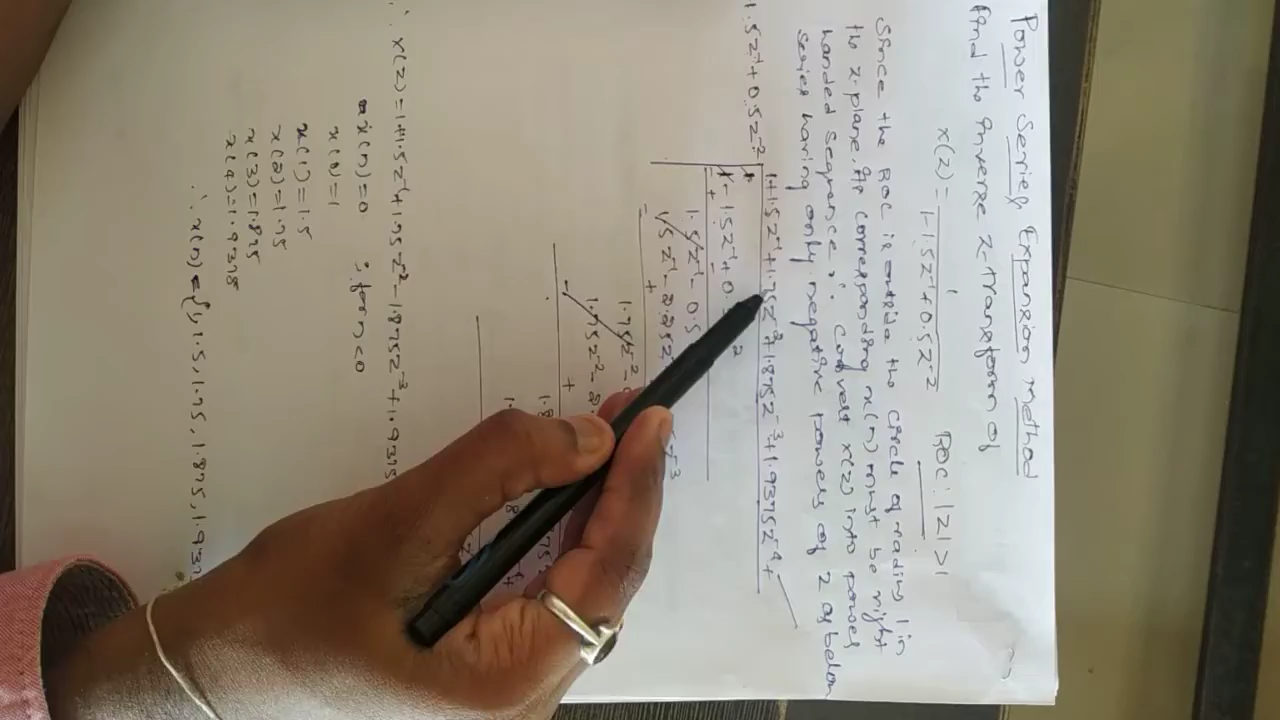 Power Series Expansion Method
Find the inverse z-transform of
x(z) = 1 / 1-1.5z⁻¹+0.5z⁻² ROC: |z|>1
Since the ROC is outside the circle of radius 1 in
the z-plane. Its corresponding x(n) must be right
handed sequence ∴ convert x(z) into power
series having only negative powers of z as below
1+1.5z⁻¹+1.75z⁻²+1.875z⁻³+1.9375z⁻⁴+
1.5z⁻¹+0.5z⁻² 1
1-1.5z⁻¹+0.
1.5z⁻¹-0.5
1.5z⁻¹-2.25z
1.75z⁻²
1.75z⁻²-2.
∴ x(z)=1+1.5z⁻¹+1.75z⁻²-1.875z⁻³+1.9375
x(n)=0 ∴ for n<0
x(0)=1
x(1)=1.5
x(2)=1.75
x(3)=1.875
x(4)=1.9375
∴ x(n)={1,1.5,1.75,1.875,1.937